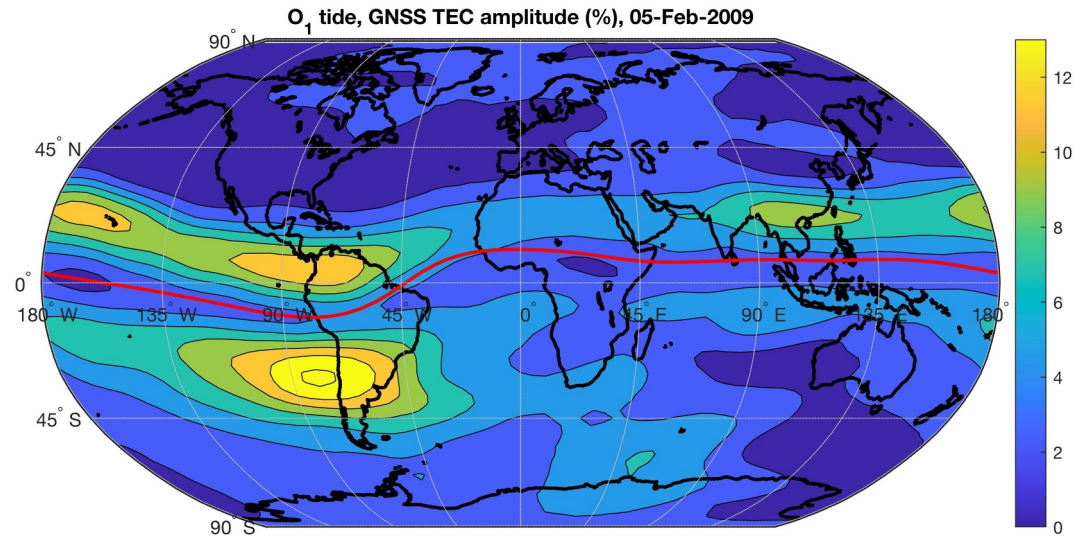 O₁ tide, GNSS TEC amplitude (%), 05-Feb-2009
90° N
45° N
0°
180° W 135° W 90° W 45° W 0° 45° E 90° E 135° E 180°
45° S
90° S
12
10
8
6
4
2
0